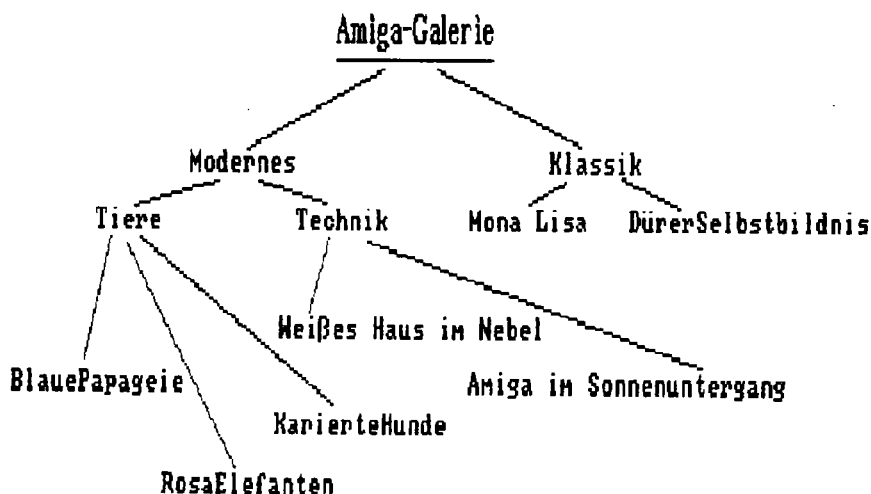 Amiga-Galerie
Modernes
Klassik
Tiere
Technik
Mona Lisa
DürerSelbstbildnis
Weißes Haus im Nebel
BlauePapageie
Amiga im Sonnenuntergang
KarierteHunde
RosaElefanten